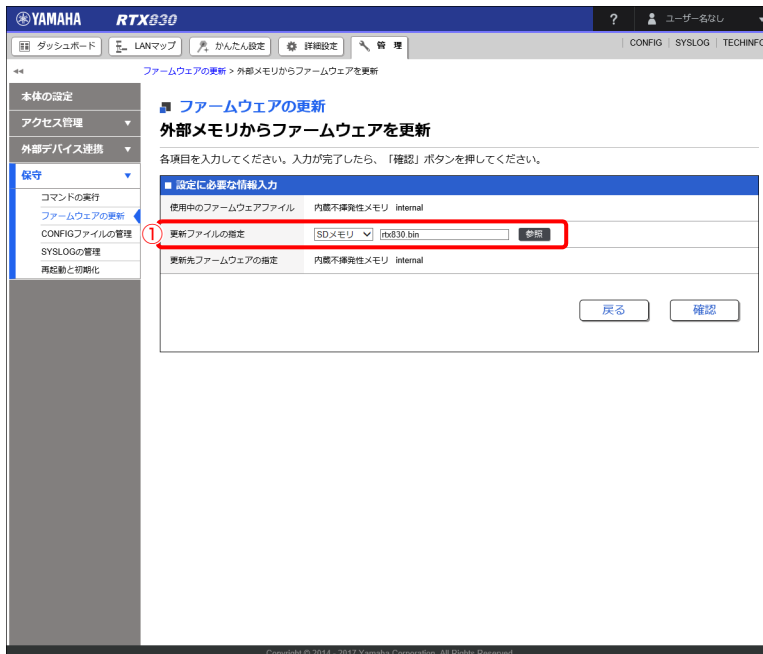 YAMAHA RTX830 ? ユーザー名なし
ダッシュボード LANマップ かんたん設定 詳細設定 管 理 CONFIG SYSLOG TECHINFO
ファームウェアの更新 > 外部メモリからファームウェアを更新
本体の設定
アクセス管理
外部デバイス連携
保守
コマンドの実行
ファームウェアの更新
CONFIGファイルの管理
SYSLOGの管理
再起動と初期化
ファームウェアの更新
外部メモリからファームウェアを更新
各項目を入力してください。入力が完了したら、「確認」ボタンを押してください。
■ 設定に必要な情報入力
使用中のファームウェアファイル 内蔵不揮発性メモリ internal
① 更新ファイルの指定 SDメモリ rtx830.bin 参照
更新先ファームウェアの指定 内蔵不揮発性メモリ internal
戻る 確認
Copyright © 2014 - 2017 Yamaha Corporation. All Rights Reserved.